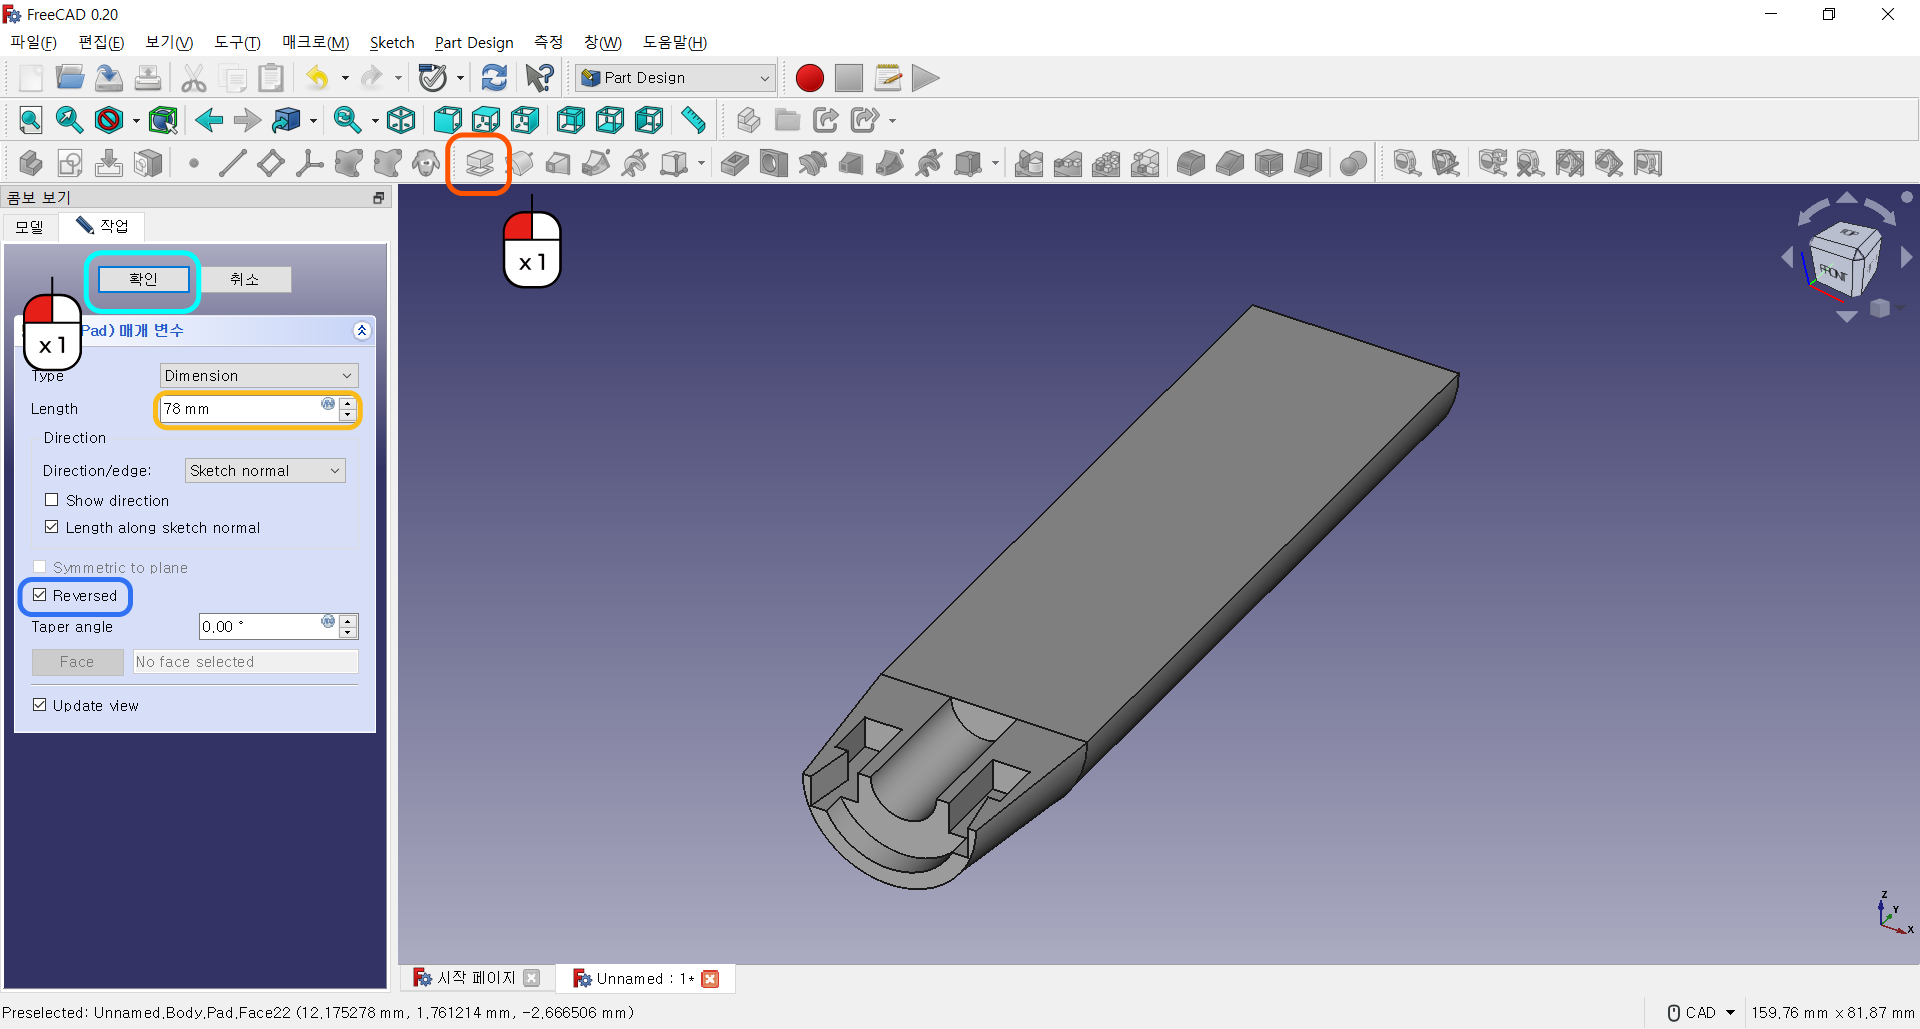 FreeCAD 0.20
파일(F) 편집(E) 보기(V) 도구(T) 매크로(M) Sketch Part Design 측정 창(W) 도움말(H)
Part Design
콤보 보기
모델 작업
확인 취소
x 1
x 1
Pad) 매개 변수
Type Dimension
Length 78 mm
Direction
Direction/edge: Sketch normal
Show direction
Length along sketch normal
Symmetric to plane
Reversed
Taper angle 0.00 °
Face No face selected
Update view
TOP
FRONT
Z
Y
X
시작 페이지 Unnamed : 1*
Preselected: Unnamed.Body.Pad.Face22 (12.175278 mm, 1.761214 mm, -2.666506 mm) CAD 159.76 mm x 81.87 mm